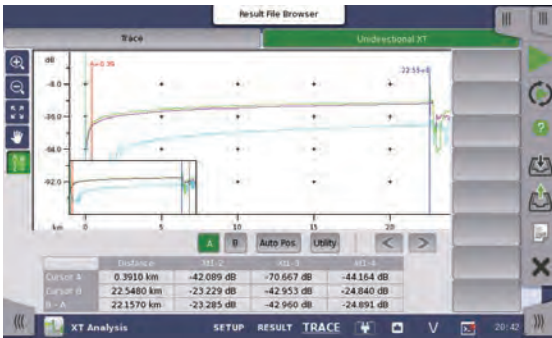 Result File Browser
Trace
Unidirectional XT
dB
A=0.39
22.55=B
-8.0
-36.0
-64.0
-92.0
km 0 5 10 15 20
A B Auto Pos. Utility
Distance Xt1-2 Xt1-3 Xt1-4
Cursor A 0.3910 km -42.089 dB -70.667 dB -44.164 dB
Cursor B 22.5480 km -23.229 dB -42.953 dB -24.840 dB
B - A 22.1570 km -23.285 dB -42.960 dB -24.891 dB
XT Analysis SETUP RESULT TRACE V 20:42